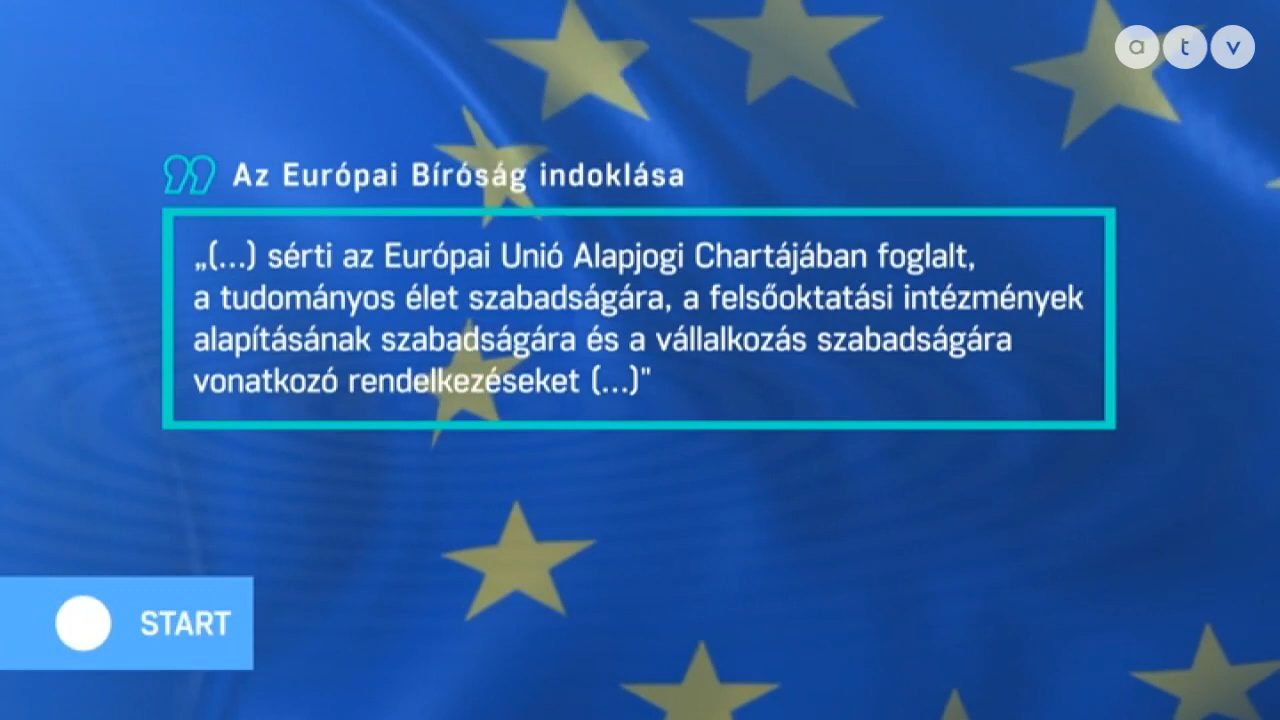 atv
Az Európai Bíróság indoklása
„(...) sérti az Európai Unió Alapjogi Chartájában foglalt,
a tudományos élet szabadságára, a felsőoktatási intézmények
alapításának szabadságára és a vállalkozás szabadságára
vonatkozó rendelkezéseket (...)"
START